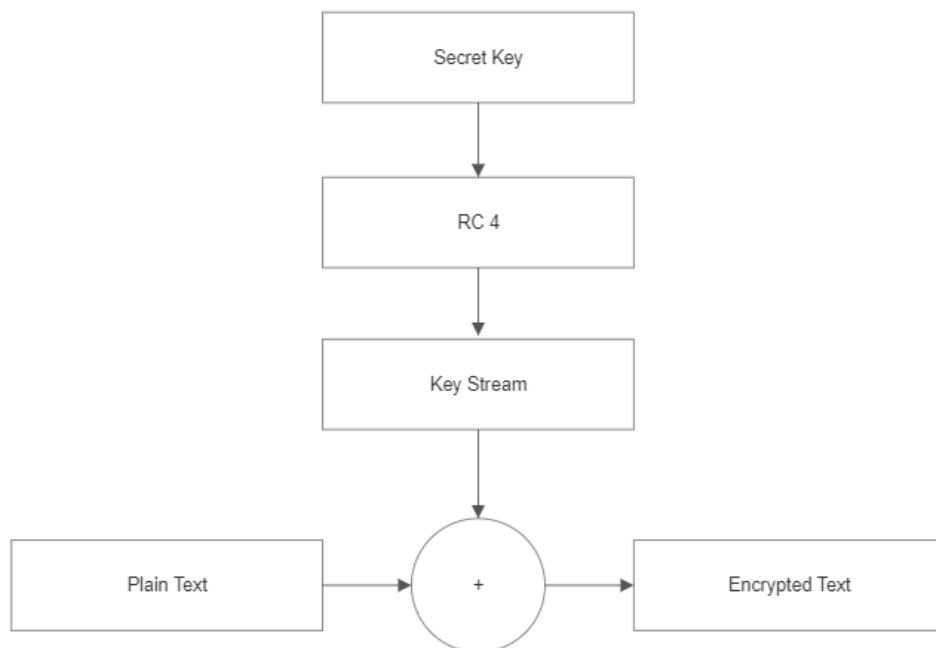 Secret Key
RC 4
Key Stream
Plain Text
+
Encrypted Text